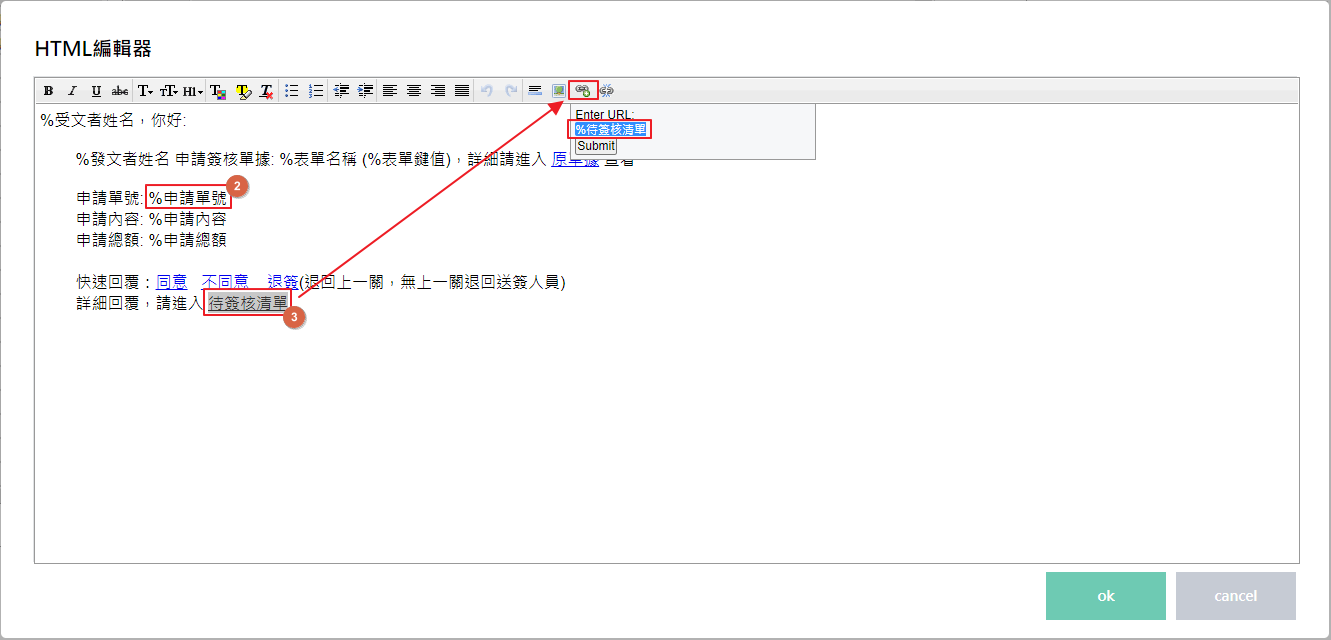 HTML編輯器
B I U abc T T H1 T T T
Enter URL:
%待簽核清單
Submit
%受文者姓名，你好:
%發文者姓名 申請簽核單據: %表單名稱 (%表單鍵值)，詳細請進入 原單據 查看
申請單號: %申請單號
2
申請內容: %申請內容
申請總額: %申請總額
快速回覆：同意 不同意 退簽(退回上一關，無上一關退回送簽人員)
詳細回覆，請進入 待簽核清單
3
ok cancel